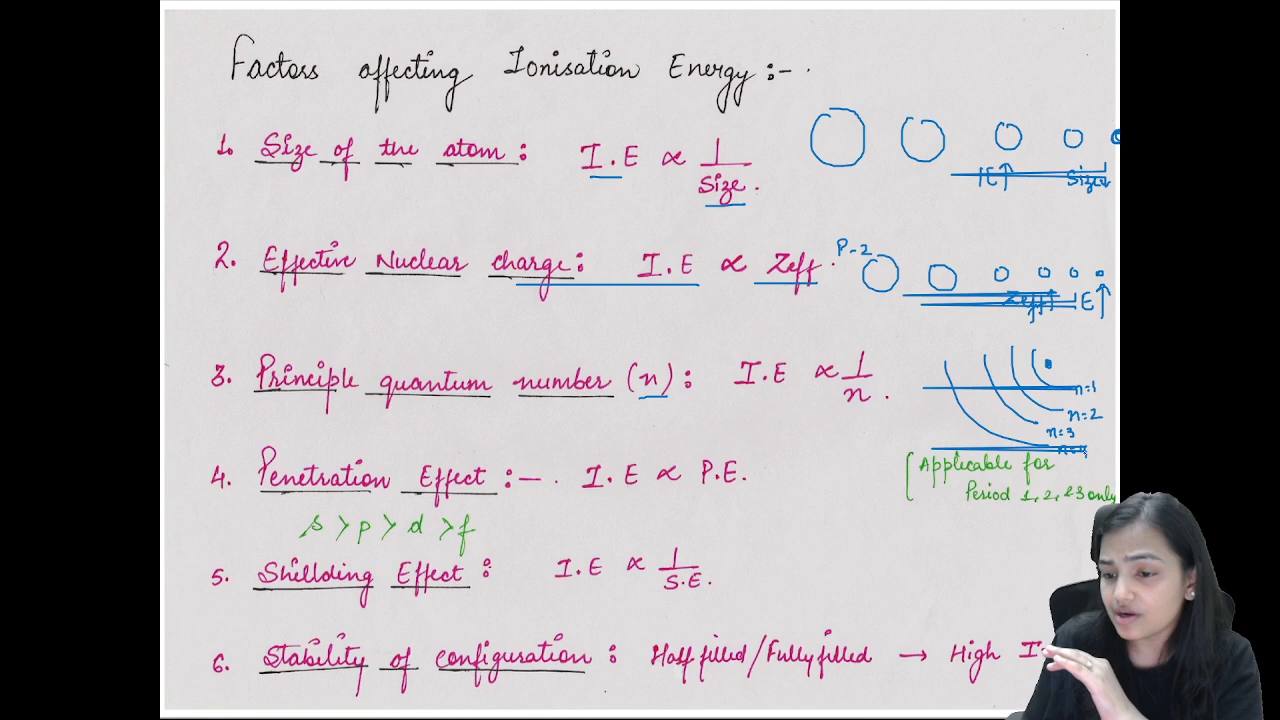 Factors affecting Ionisation Energy :-
1. Size of the atom : I.E ∝ 1/Size.
IE↑ Size↓
2. Effective Nuclear charge : I.E ∝ Zeff.
P-2
Zeff↑ IE↑
3. Principle quantum number (n) : I.E ∝ 1/n.
n=1
n=2
n=3
n=4
4. Penetration Effect :- I.E ∝ P.E.
(Applicable for
Period 1, 2, & 3 only
s > p > d > f
5. Shillding Effect : I.E ∝ 1/S.E.
6. Stability of configuration : Half filled/Fully filled → High I.